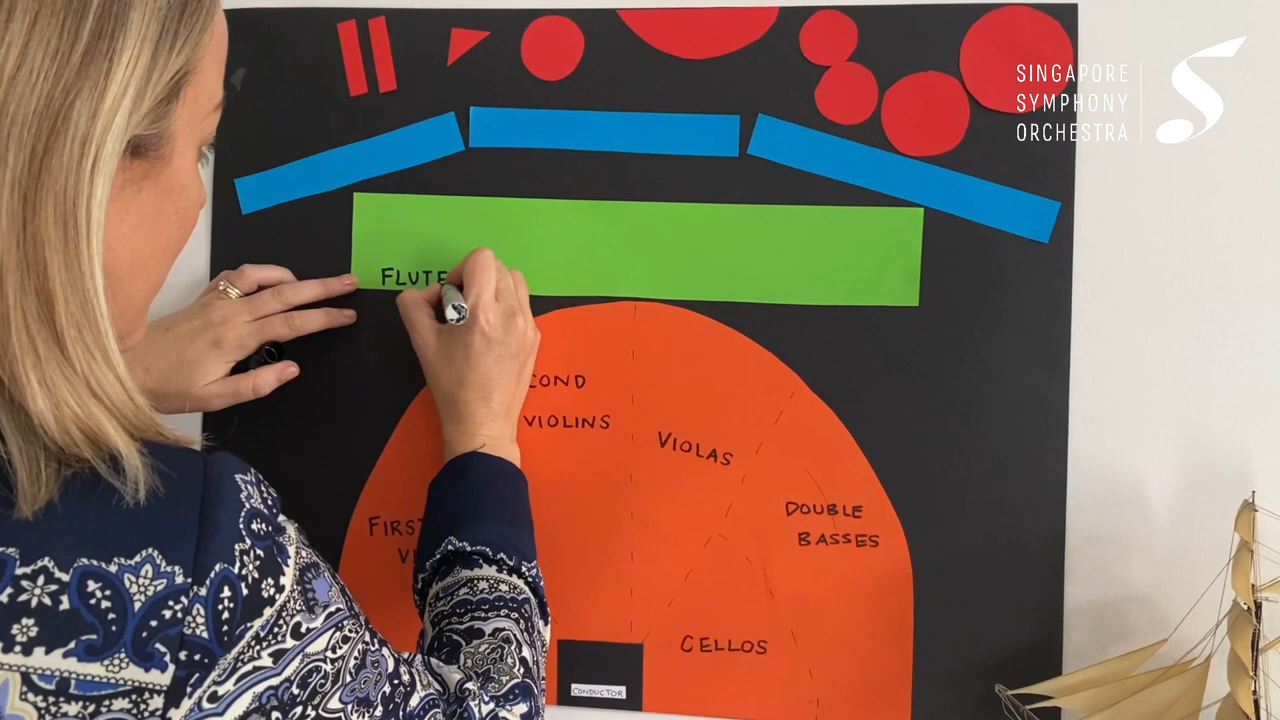 SINGAPORE
SYMPHONY
ORCHESTRA
FLUTE
COND
VIOLINS
VIOLAS
FIRST
V
DOUBLE
BASSES
CELLOS
CONDUCTOR